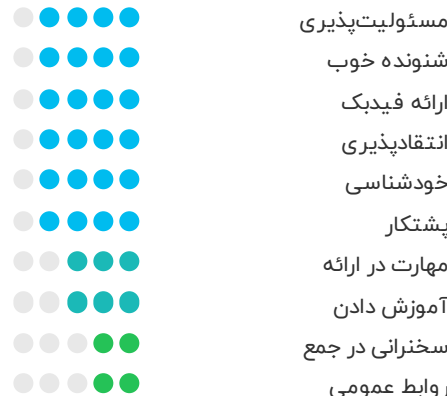 مسئولیت‌پذیری
شنونده خوب
ارائه فیدبک
انتقادپذیری
خودشناسی
پشتکار
مهارت در ارائه
آموزش دادن
سخنرانی در جمع
روابط عمومی